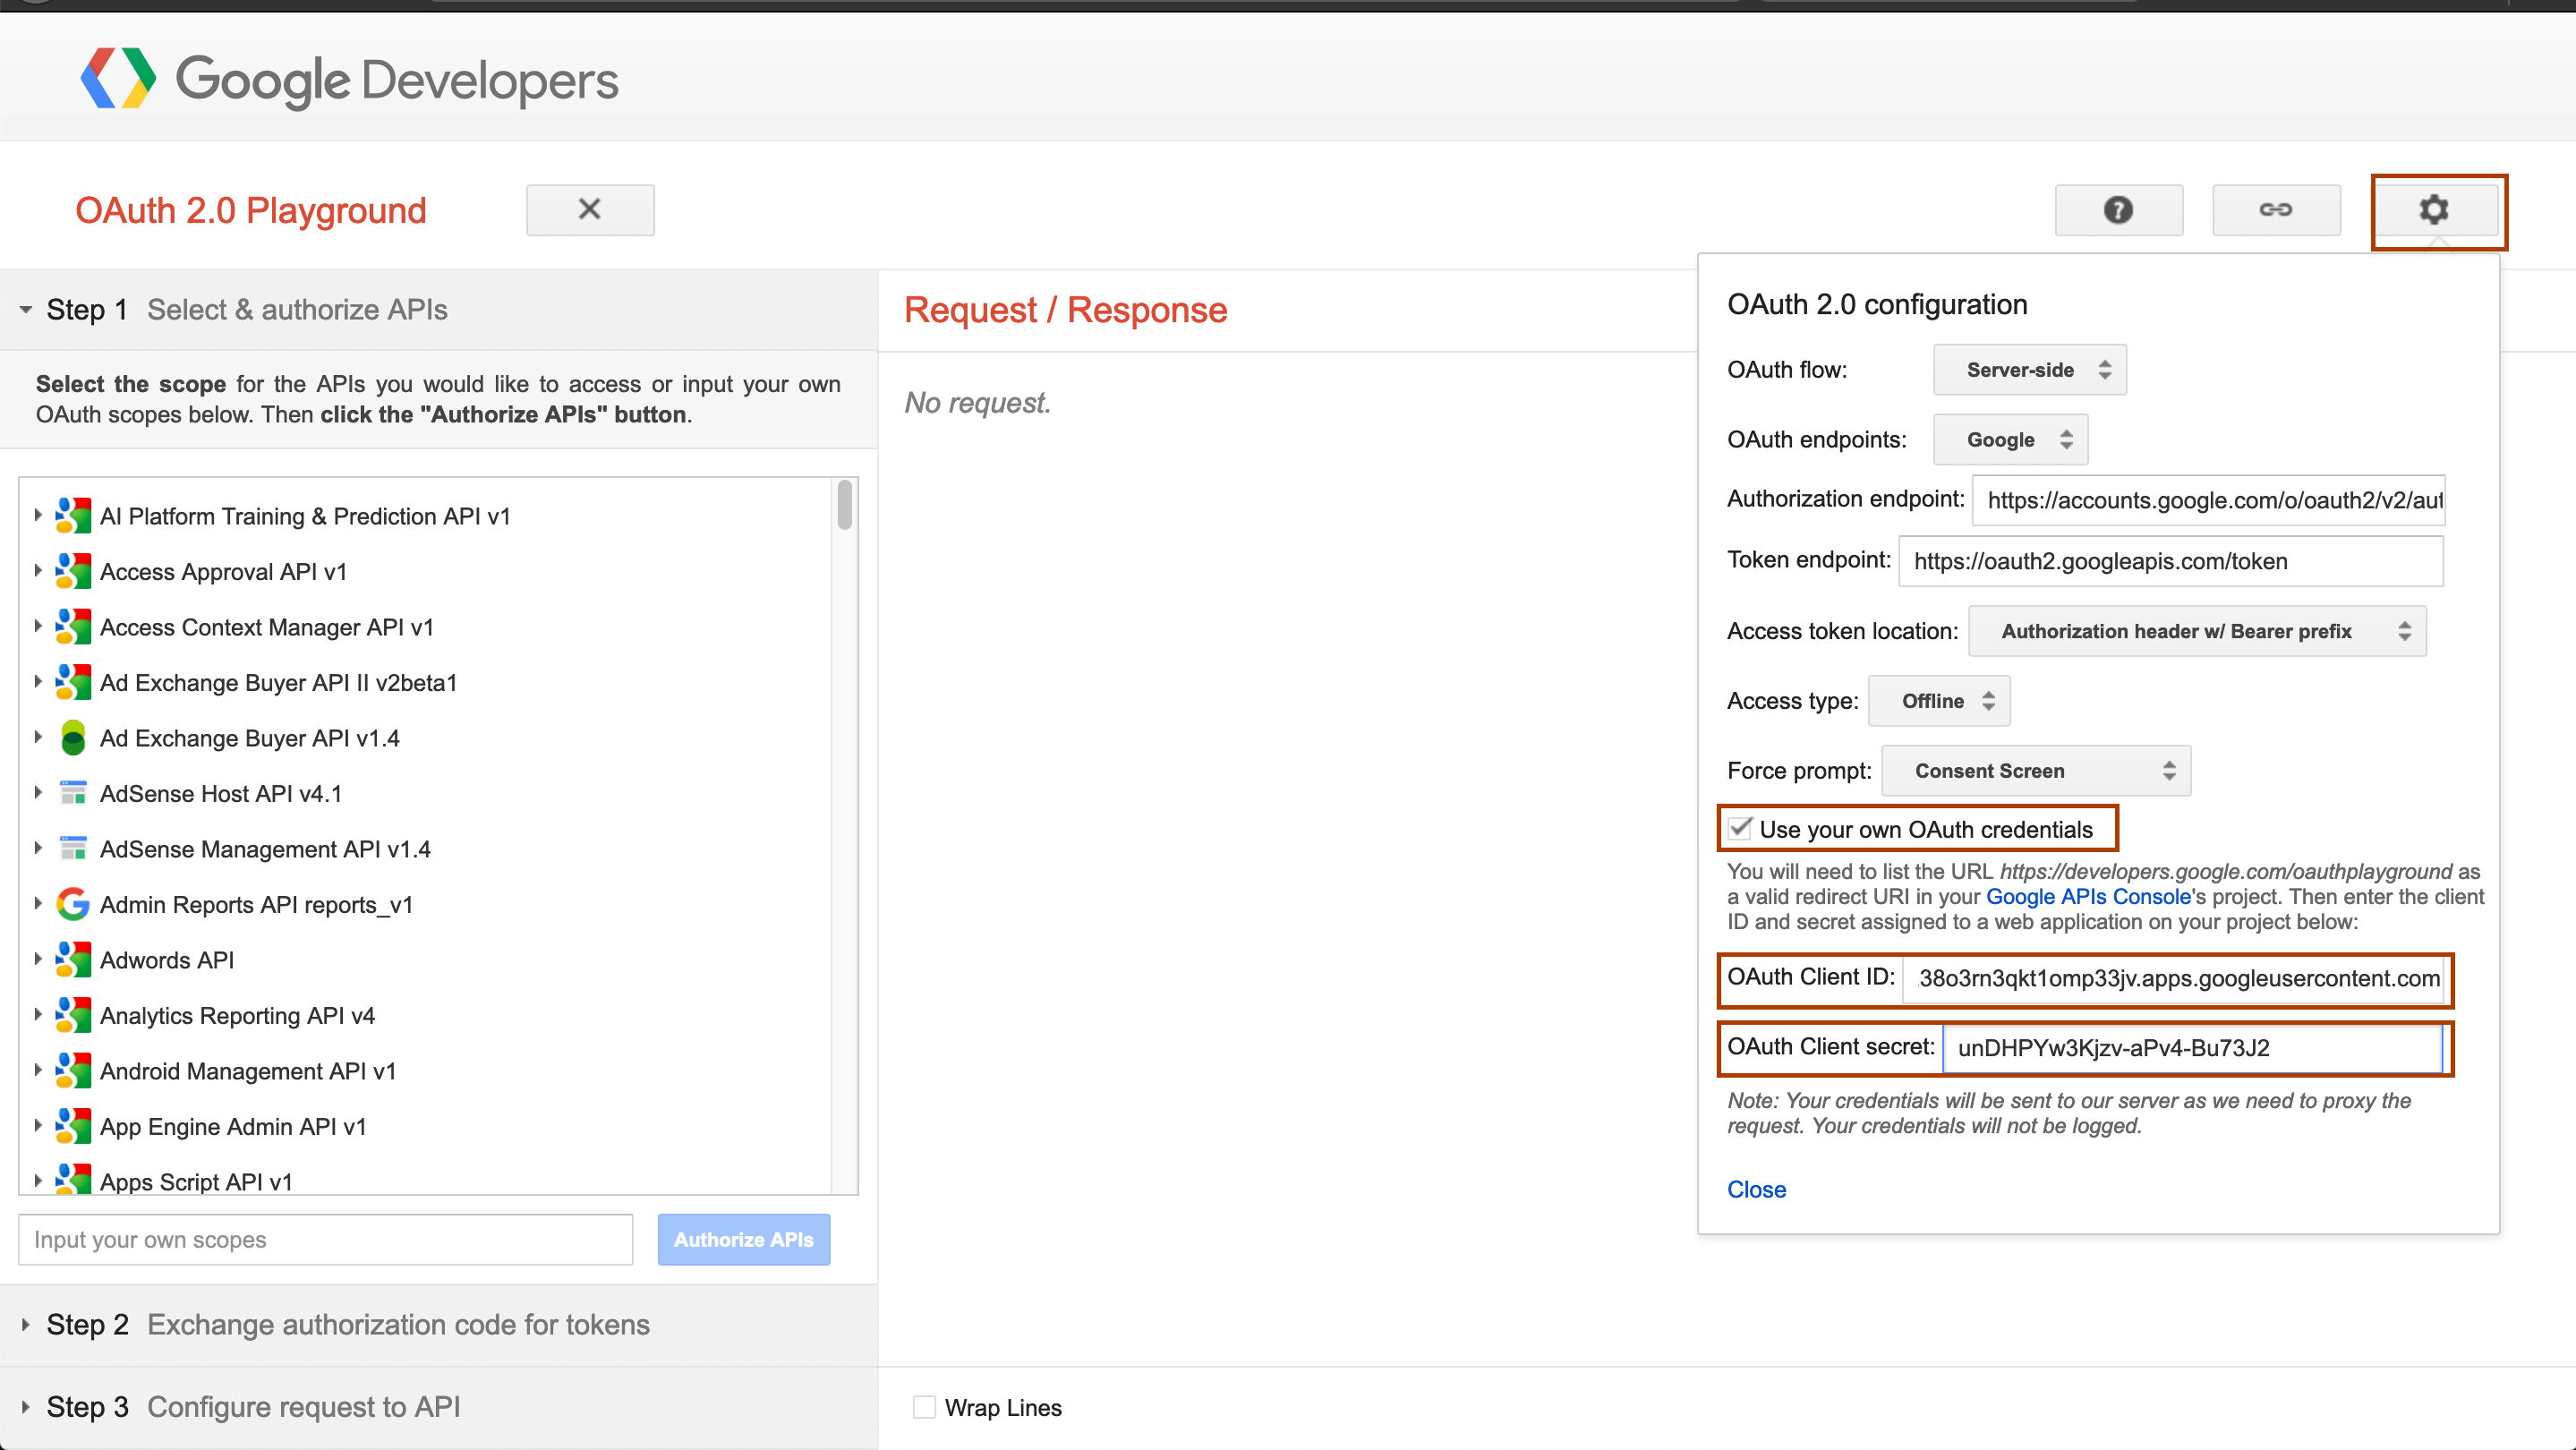 Google Developers
OAuth 2.0 Playground
Step 1 Select & authorize APIs
Select the scope for the APIs you would like to access or input your own
OAuth scopes below. Then click the "Authorize APIs" button.
AI Platform Training & Prediction API v1
Access Approval API v1
Access Context Manager API v1
Ad Exchange Buyer API II v2beta1
Ad Exchange Buyer API v1.4
AdSense Host API v4.1
AdSense Management API v1.4
Admin Reports API reports_v1
Adwords API
Analytics Reporting API v4
Android Management API v1
App Engine Admin API v1
Apps Script API v1
Input your own scopes
Authorize APIs
Step 2 Exchange authorization code for tokens
Step 3 Configure request to API
Request / Response
No request.
Wrap Lines
OAuth 2.0 configuration
OAuth flow: Server-side
OAuth endpoints: Google
Authorization endpoint: https://accounts.google.com/o/oauth2/v2/aut
Token endpoint: https://oauth2.googleapis.com/token
Access token location: Authorization header w/ Bearer prefix
Access type: Offline
Force prompt: Consent Screen
Use your own OAuth credentials
You will need to list the URL https://developers.google.com/oauthplayground as
a valid redirect URI in your Google APIs Console's project. Then enter the client
ID and secret assigned to a web application on your project below:
OAuth Client ID: 38o3rn3qkt1omp33jv.apps.googleusercontent.com
OAuth Client secret: unDHPYw3Kjzv-aPv4-Bu73J2
Note: Your credentials will be sent to our server as we need to proxy the
request. Your credentials will not be logged.
Close